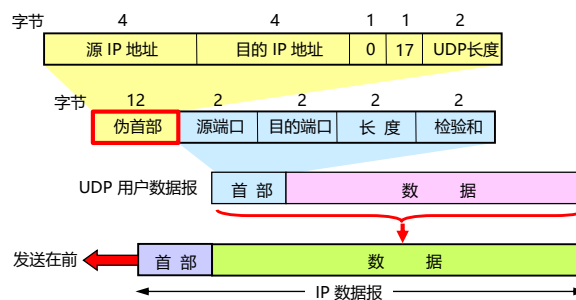 字节 4 4 1 1 2
源 IP 地址 目的 IP 地址 0 17 UDP长度
字节 12 2 2 2 2
伪首部 源端口 目的端口 长 度 检验和
UDP 用户数据报 首 部 数 据
发送在前 首 部 数 据
IP 数据报